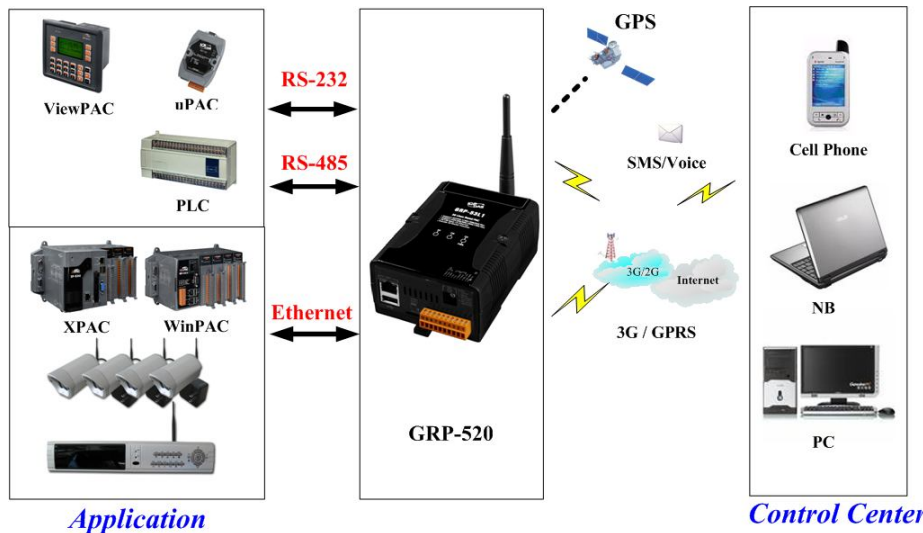 ViewPAC
uPAC
PLC
XPAC
WinPAC
Application
RS-232
RS-485
Ethernet
GRP-520
GPS
SMS/Voice
3G/2G
Internet
3G / GPRS
Cell Phone
NB
PC
Control Center